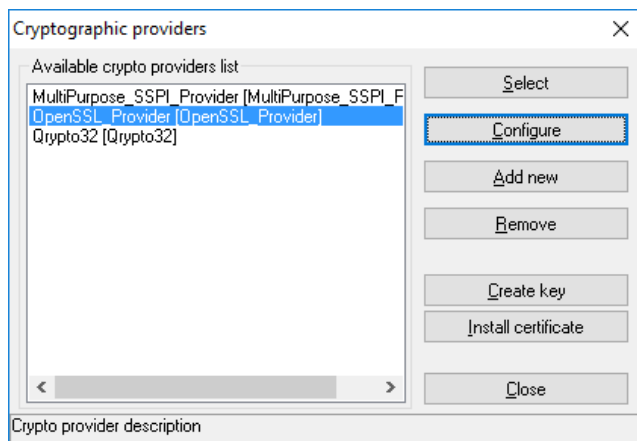 Cryptographic providers
Available crypto providers list
MultiPurpose_SSPI_Provider [MultiPurpose_SSPI_F
OpenSSL_Provider [OpenSSL_Provider]
Qrypto32 [Qrypto32]
Select
Configure
Add new
Remove
Create key
Install certificate
Close
Crypto provider description